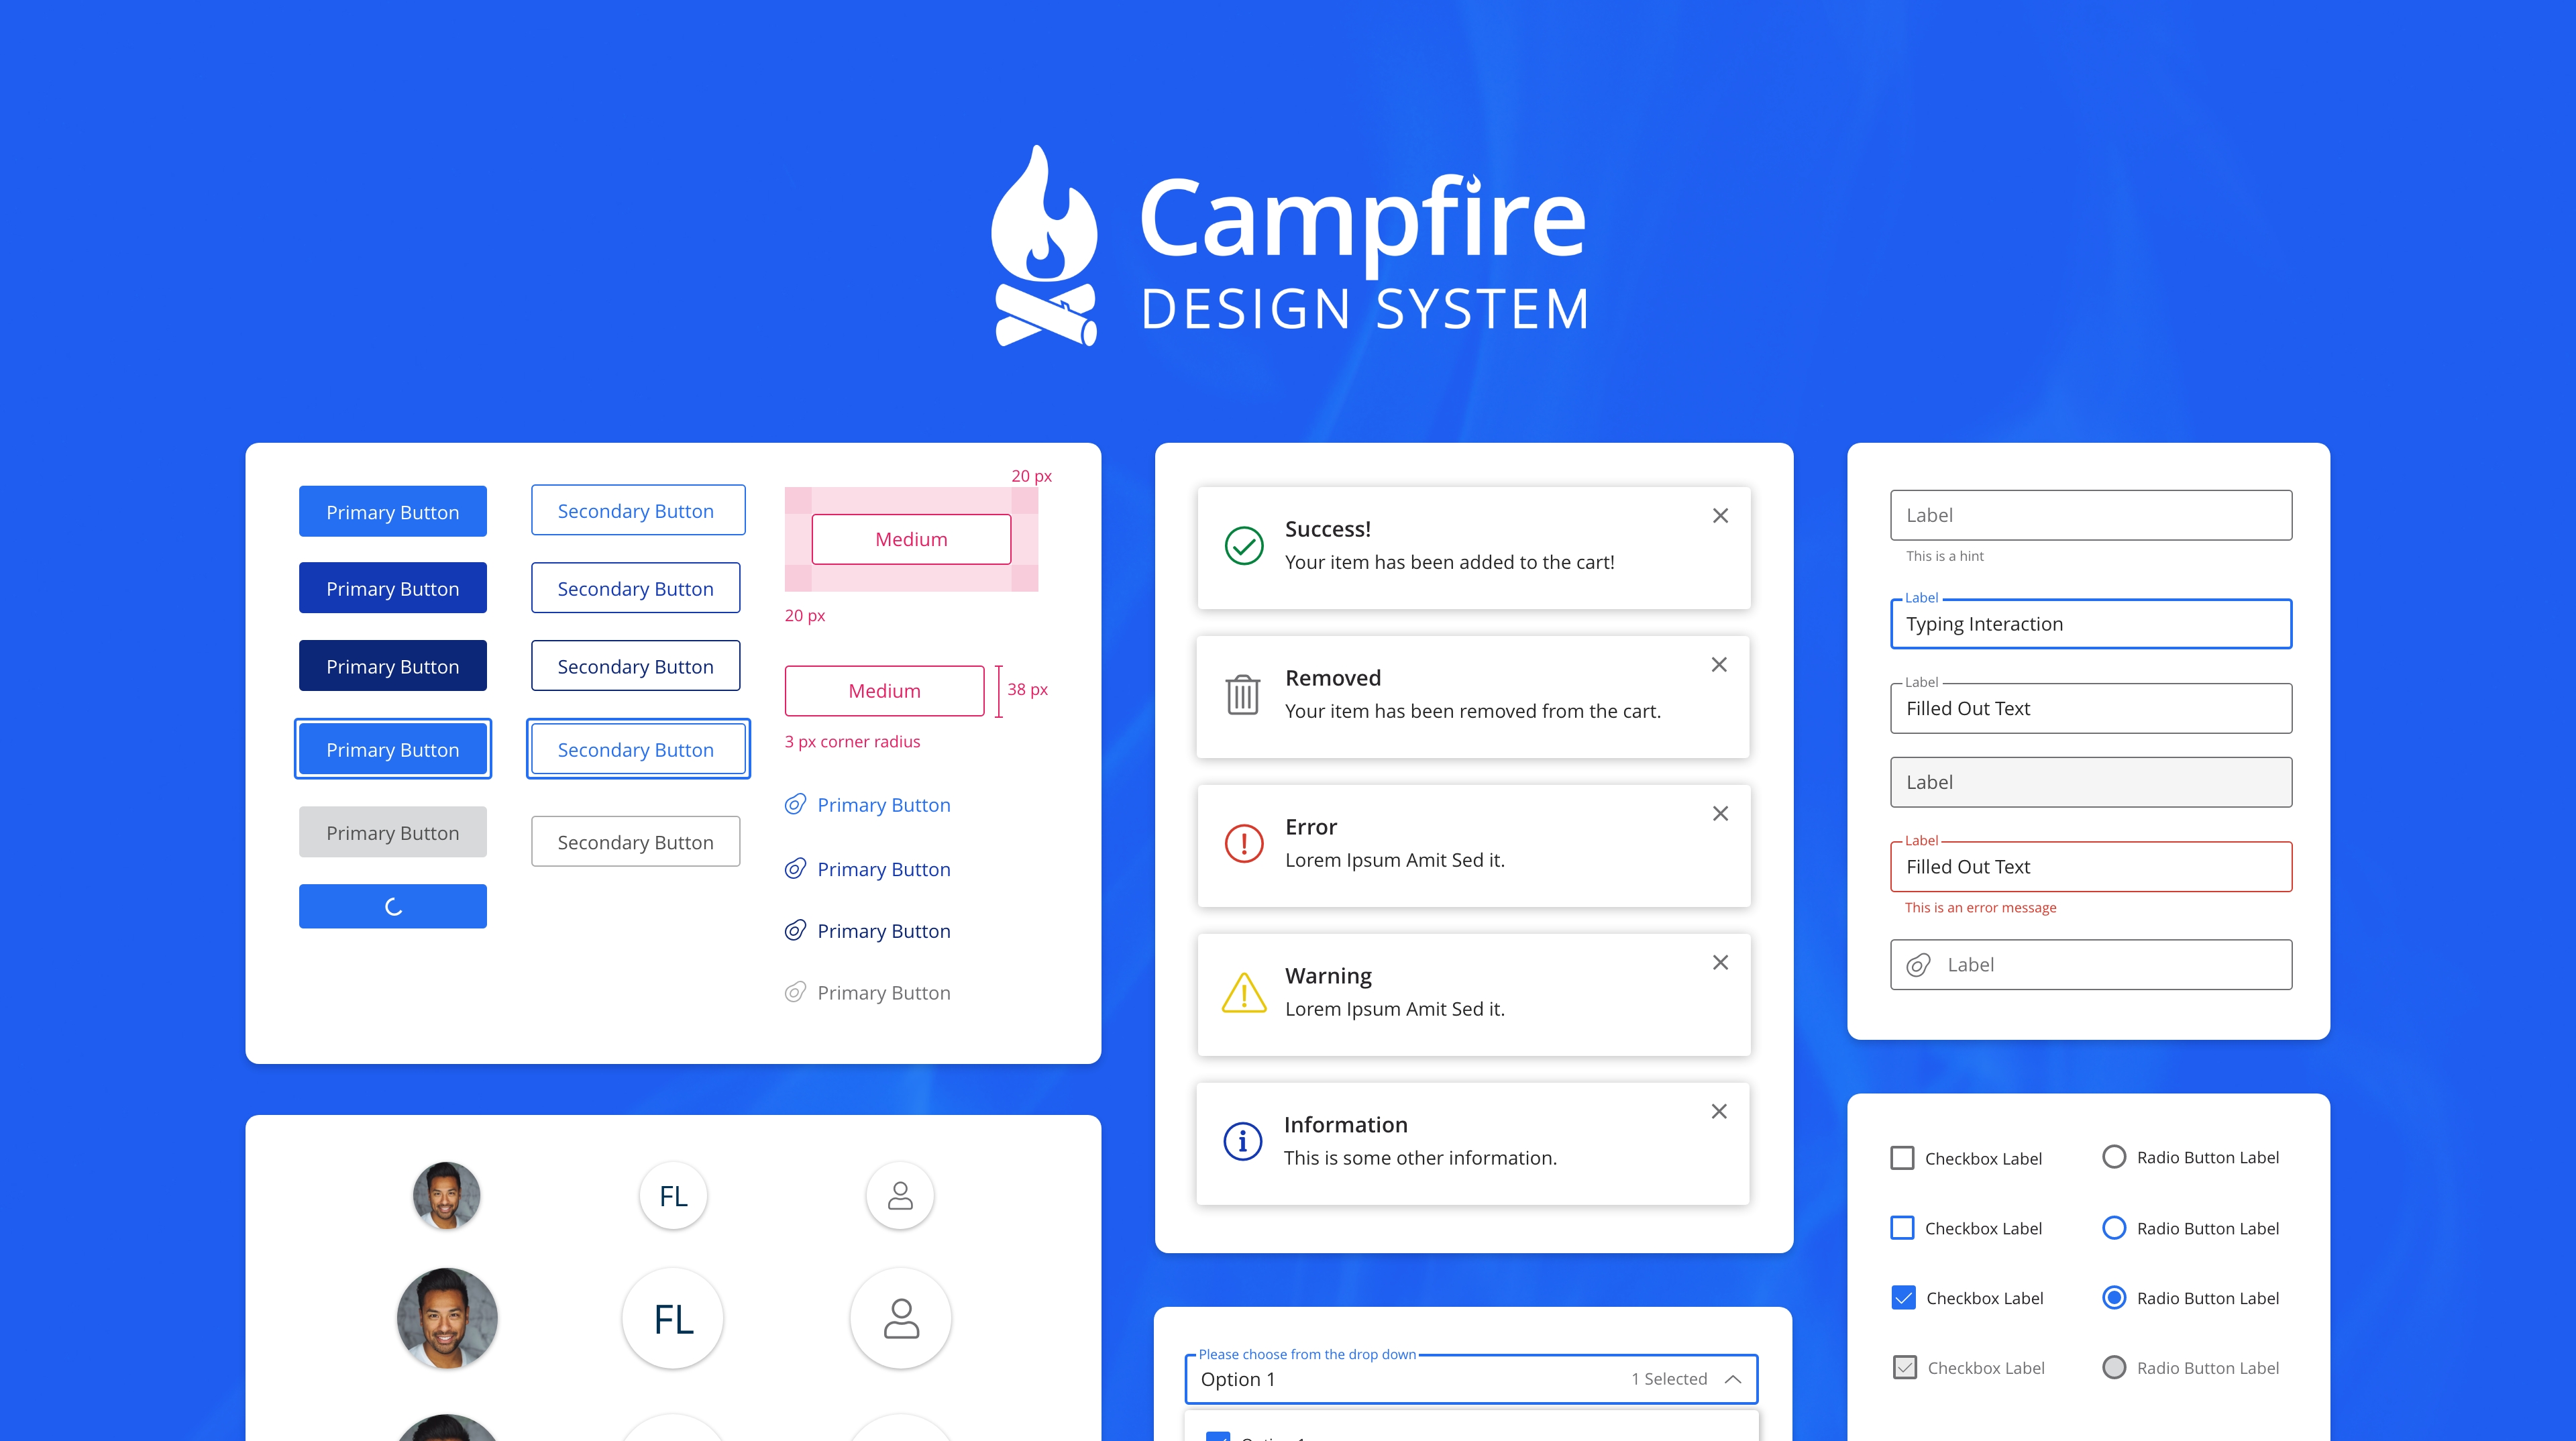 Campfire
DESIGN SYSTEM
Primary Button
Primary Button
Primary Button
Primary Button
Primary Button
Secondary Button
Secondary Button
Secondary Button
Secondary Button
Secondary Button
20 px
Medium
20 px
Medium
38 px
3 px corner radius
Primary Button
Primary Button
Primary Button
Primary Button
FL
FL
Success!
Your item has been added to the cart!
Removed
Your item has been removed from the cart.
Error
Lorem Ipsum Amit Sed it.
Warning
Lorem Ipsum Amit Sed it.
Information
This is some other information.
Please choose from the drop down
Option 1
1 Selected
Label
This is a hint
Label
Typing Interaction
Label
Filled Out Text
Label
Label
Filled Out Text
This is an error message
Label
Checkbox Label
Radio Button Label
Checkbox Label
Radio Button Label
Checkbox Label
Radio Button Label
Checkbox Label
Radio Button Label